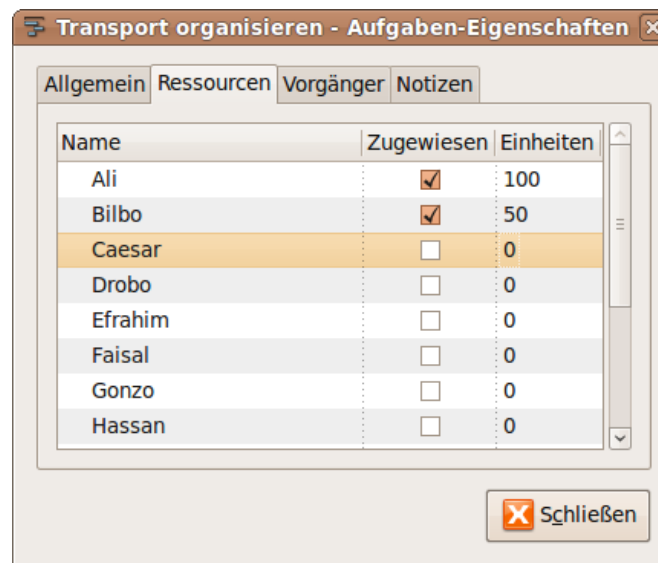 Transport organisieren - Aufgaben-Eigenschaften
Allgemein Ressourcen Vorgänger Notizen
Name Zugewiesen Einheiten
Ali 100
Bilbo 50
Caesar 0
Drobo 0
Efrahim 0
Faisal 0
Gonzo 0
Hassan 0
Schließen